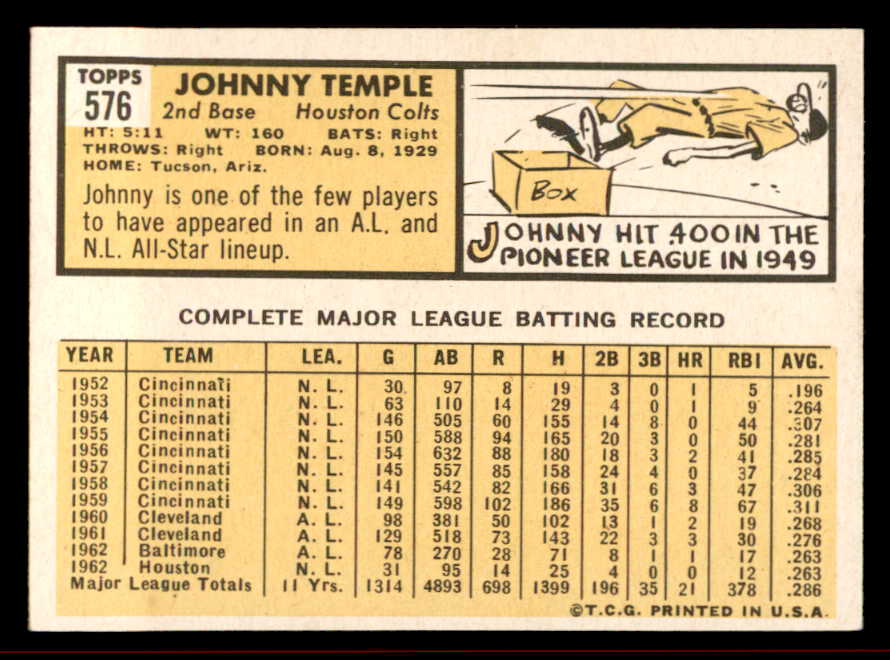 TOPPS
576
JOHNNY TEMPLE
2nd Base Houston Colts
HT: 5:11 WT: 160 BATS: Right
THROWS: Right BORN: Aug. 8, 1929
HOME: Tucson, Ariz.
Johnny is one of the few players
to have appeared in an A.L. and
N.L. All-Star lineup.
BOX
JOHNNY HIT .400 IN THE
PIONEER LEAGUE IN 1949
COMPLETE MAJOR LEAGUE BATTING RECORD
YEAR TEAM LEA. G AB R H 2B 3B HR RBI AVG.
1952 Cincinnati N. L. 30 97 8 19 3 0 1 5 .196
1953 Cincinnati N. L. 63 110 14 29 4 0 1 9 .264
1954 Cincinnati N. L. 146 505 60 155 14 8 0 44 .307
1955 Cincinnati N. L. 150 588 94 165 20 3 0 50 .281
1956 Cincinnati N. L. 154 632 88 180 18 3 2 41 .285
1957 Cincinnati N. L. 145 557 85 158 24 4 0 37 .284
1958 Cincinnati N. L. 141 542 82 166 31 6 3 47 .306
1959 Cincinnati N. L. 149 598 102 186 35 6 8 67 .311
1960 Cleveland A. L. 98 381 50 102 13 1 2 19 .268
1961 Cleveland A. L. 129 518 73 143 22 3 3 30 .276
1962 Baltimore A. L. 78 270 28 71 8 1 1 17 .263
1962 Houston N. L. 31 95 14 25 4 0 0 12 .263
Major League Totals 11 Yrs. 1314 4893 698 1399 196 35 21 378 .286
©T.C.G. PRINTED IN U.S.A.